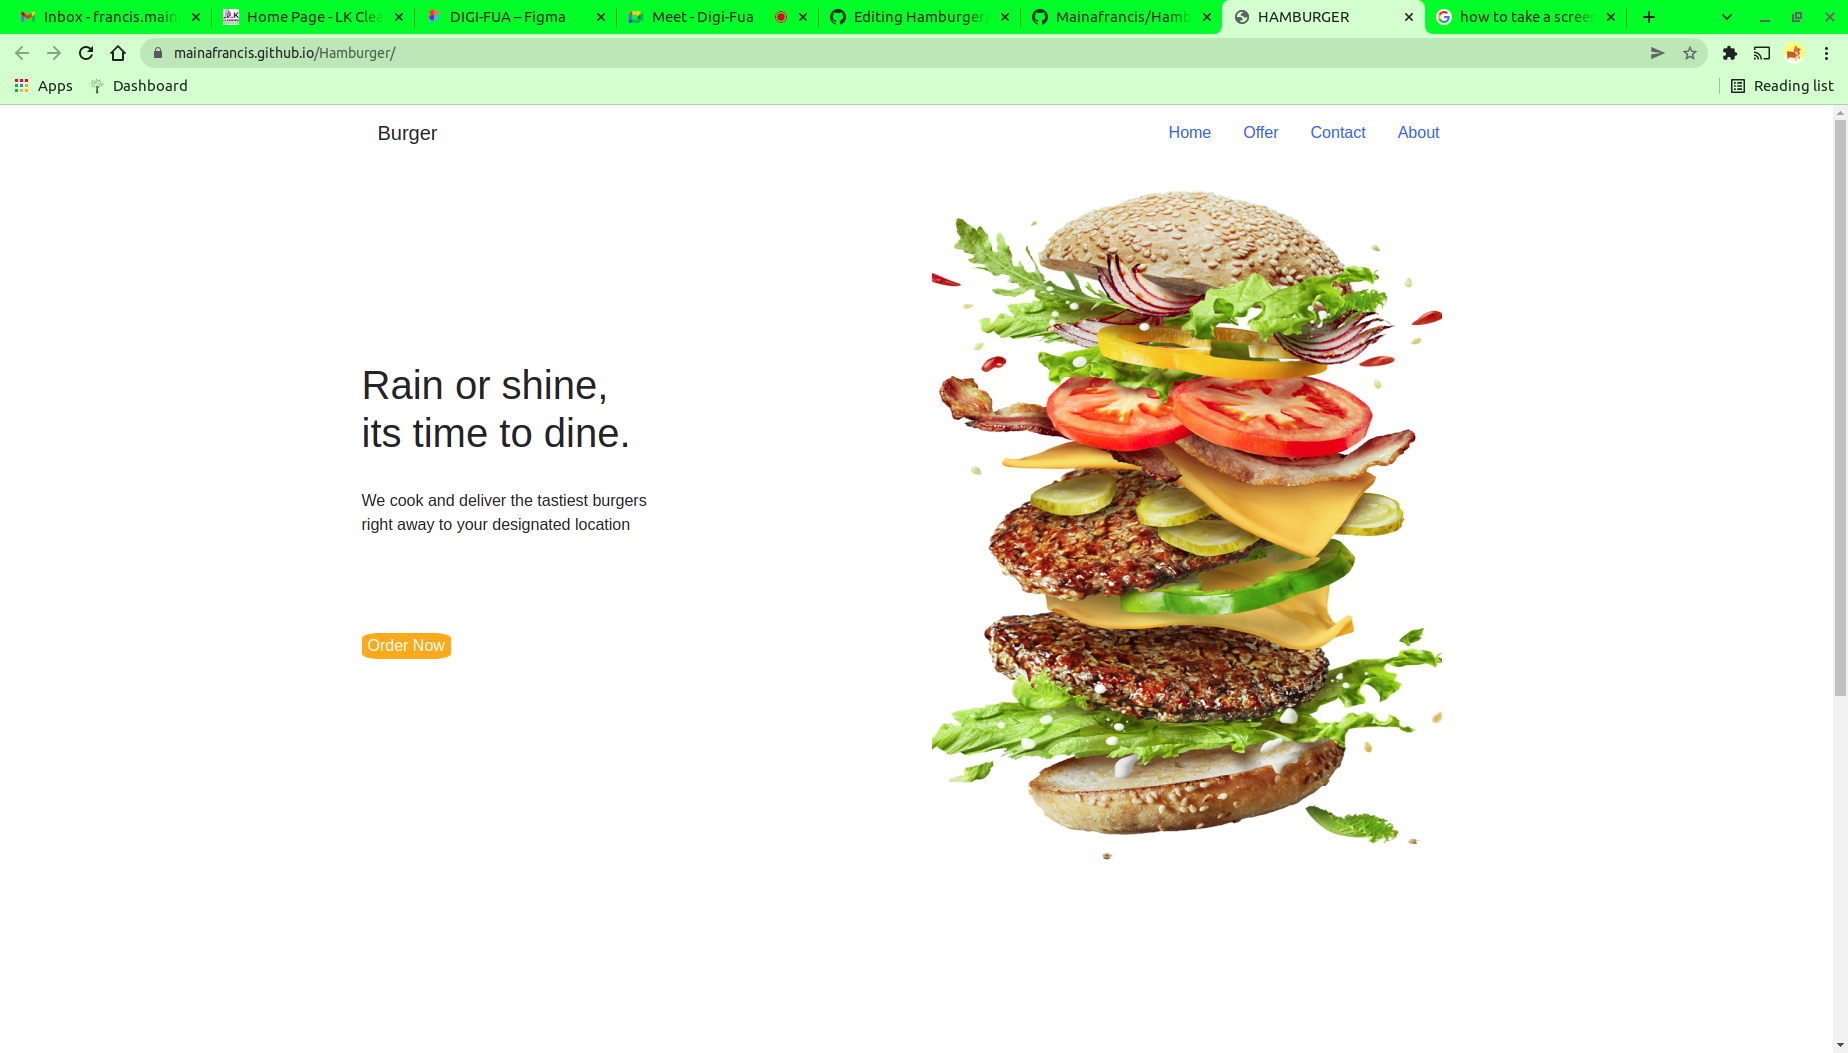 Inbox - francis.main
Home Page - LK Clea
DIGI-FUA – Figma
Meet - Digi-Fua
Editing Hamburger/
Mainafrancis/Hamb
HAMBURGER
how to take a screen
mainafrancis.github.io/Hamburger/
Apps
Dashboard
Reading list
Burger
Home
Offer
Contact
About
Rain or shine,
its time to dine.
We cook and deliver the tastiest burgers
right away to your designated location
Order Now